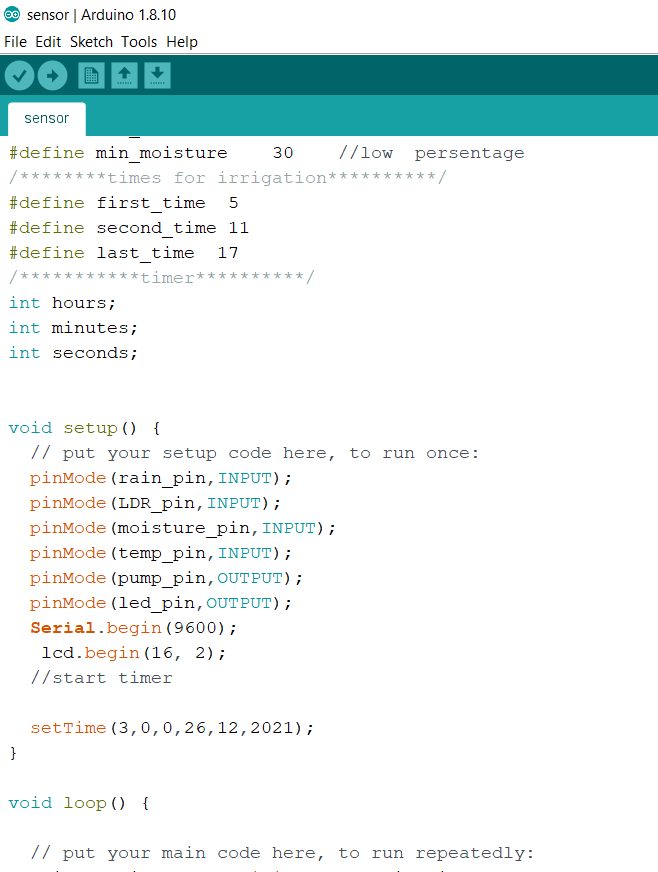 sensor | Arduino 1.8.10
File Edit Sketch Tools Help
sensor
#define min_moisture    30    //low  persentage
/********times for irrigation**********/
#define first_time  5
#define second_time 11
#define last_time  17
/***********timer**********/
int hours;
int minutes;
int seconds;
void setup() {
  // put your setup code here, to run once:
  pinMode(rain_pin,INPUT);
  pinMode(LDR_pin,INPUT);
  pinMode(moisture_pin,INPUT);
  pinMode(temp_pin,INPUT);
  pinMode(pump_pin,OUTPUT);
  pinMode(led_pin,OUTPUT);
  Serial.begin(9600);
   lcd.begin(16, 2);
  //start timer
  setTime(3,0,0,26,12,2021);
}
void loop() {
  // put your main code here, to run repeatedly: